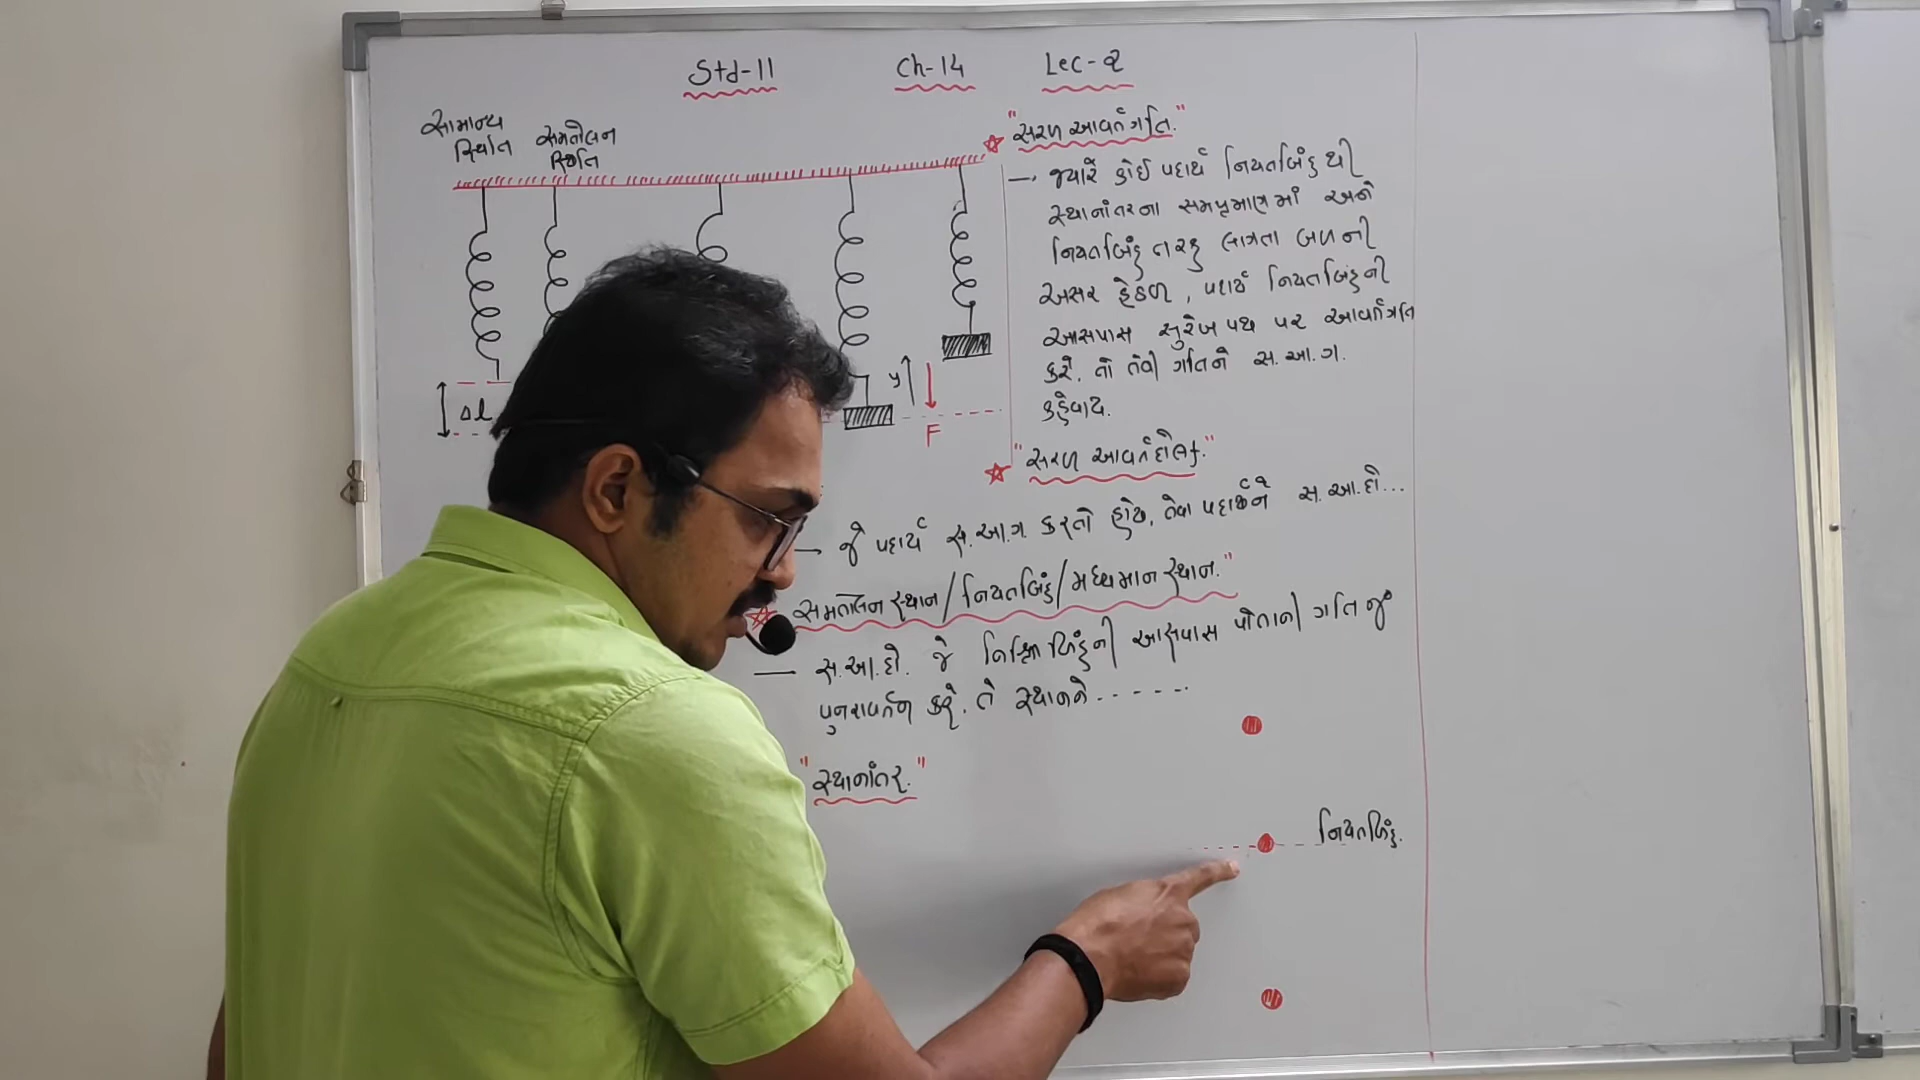 Std-11 Ch-14 Lec-2
સામાન્ય સ્થિતિ
સમતોલન સ્થિતિ
Δl
y
F
"સરળ આવર્તગતિ."
→ જ્યારે કોઈ પદાર્થ નિયતબિંદુથી
સ્થાનાંતરના સમપ્રમાણમાં અને
નિયતબિંદુ તરફ લાગતા બળની
અસર હેઠળ, પદાર્થ નિયતબિંદુની
આસપાસ સુરેખ પથ પર આવર્તગતિ
કરે. તો તેવી ગતિને સ.આ.ગ.
કહેવાય.
"સરળ આવર્તદોલક."
→ જે પદાર્થ સ.આ.ગ. કરતો હોય, તેવા પદાર્થને સ.આ.દો...
સમતોલન સ્થાન/નિયતબિંદુ/મધ્યમાન સ્થાન."
— સ.આ.દો. જે નિશ્ચિત બિંદુની આસપાસ પોતાની ગતિનું
પુનરાવર્તન કરે. તે સ્થાનને......
"સ્થાનાંતર."
નિયતબિંદુ.